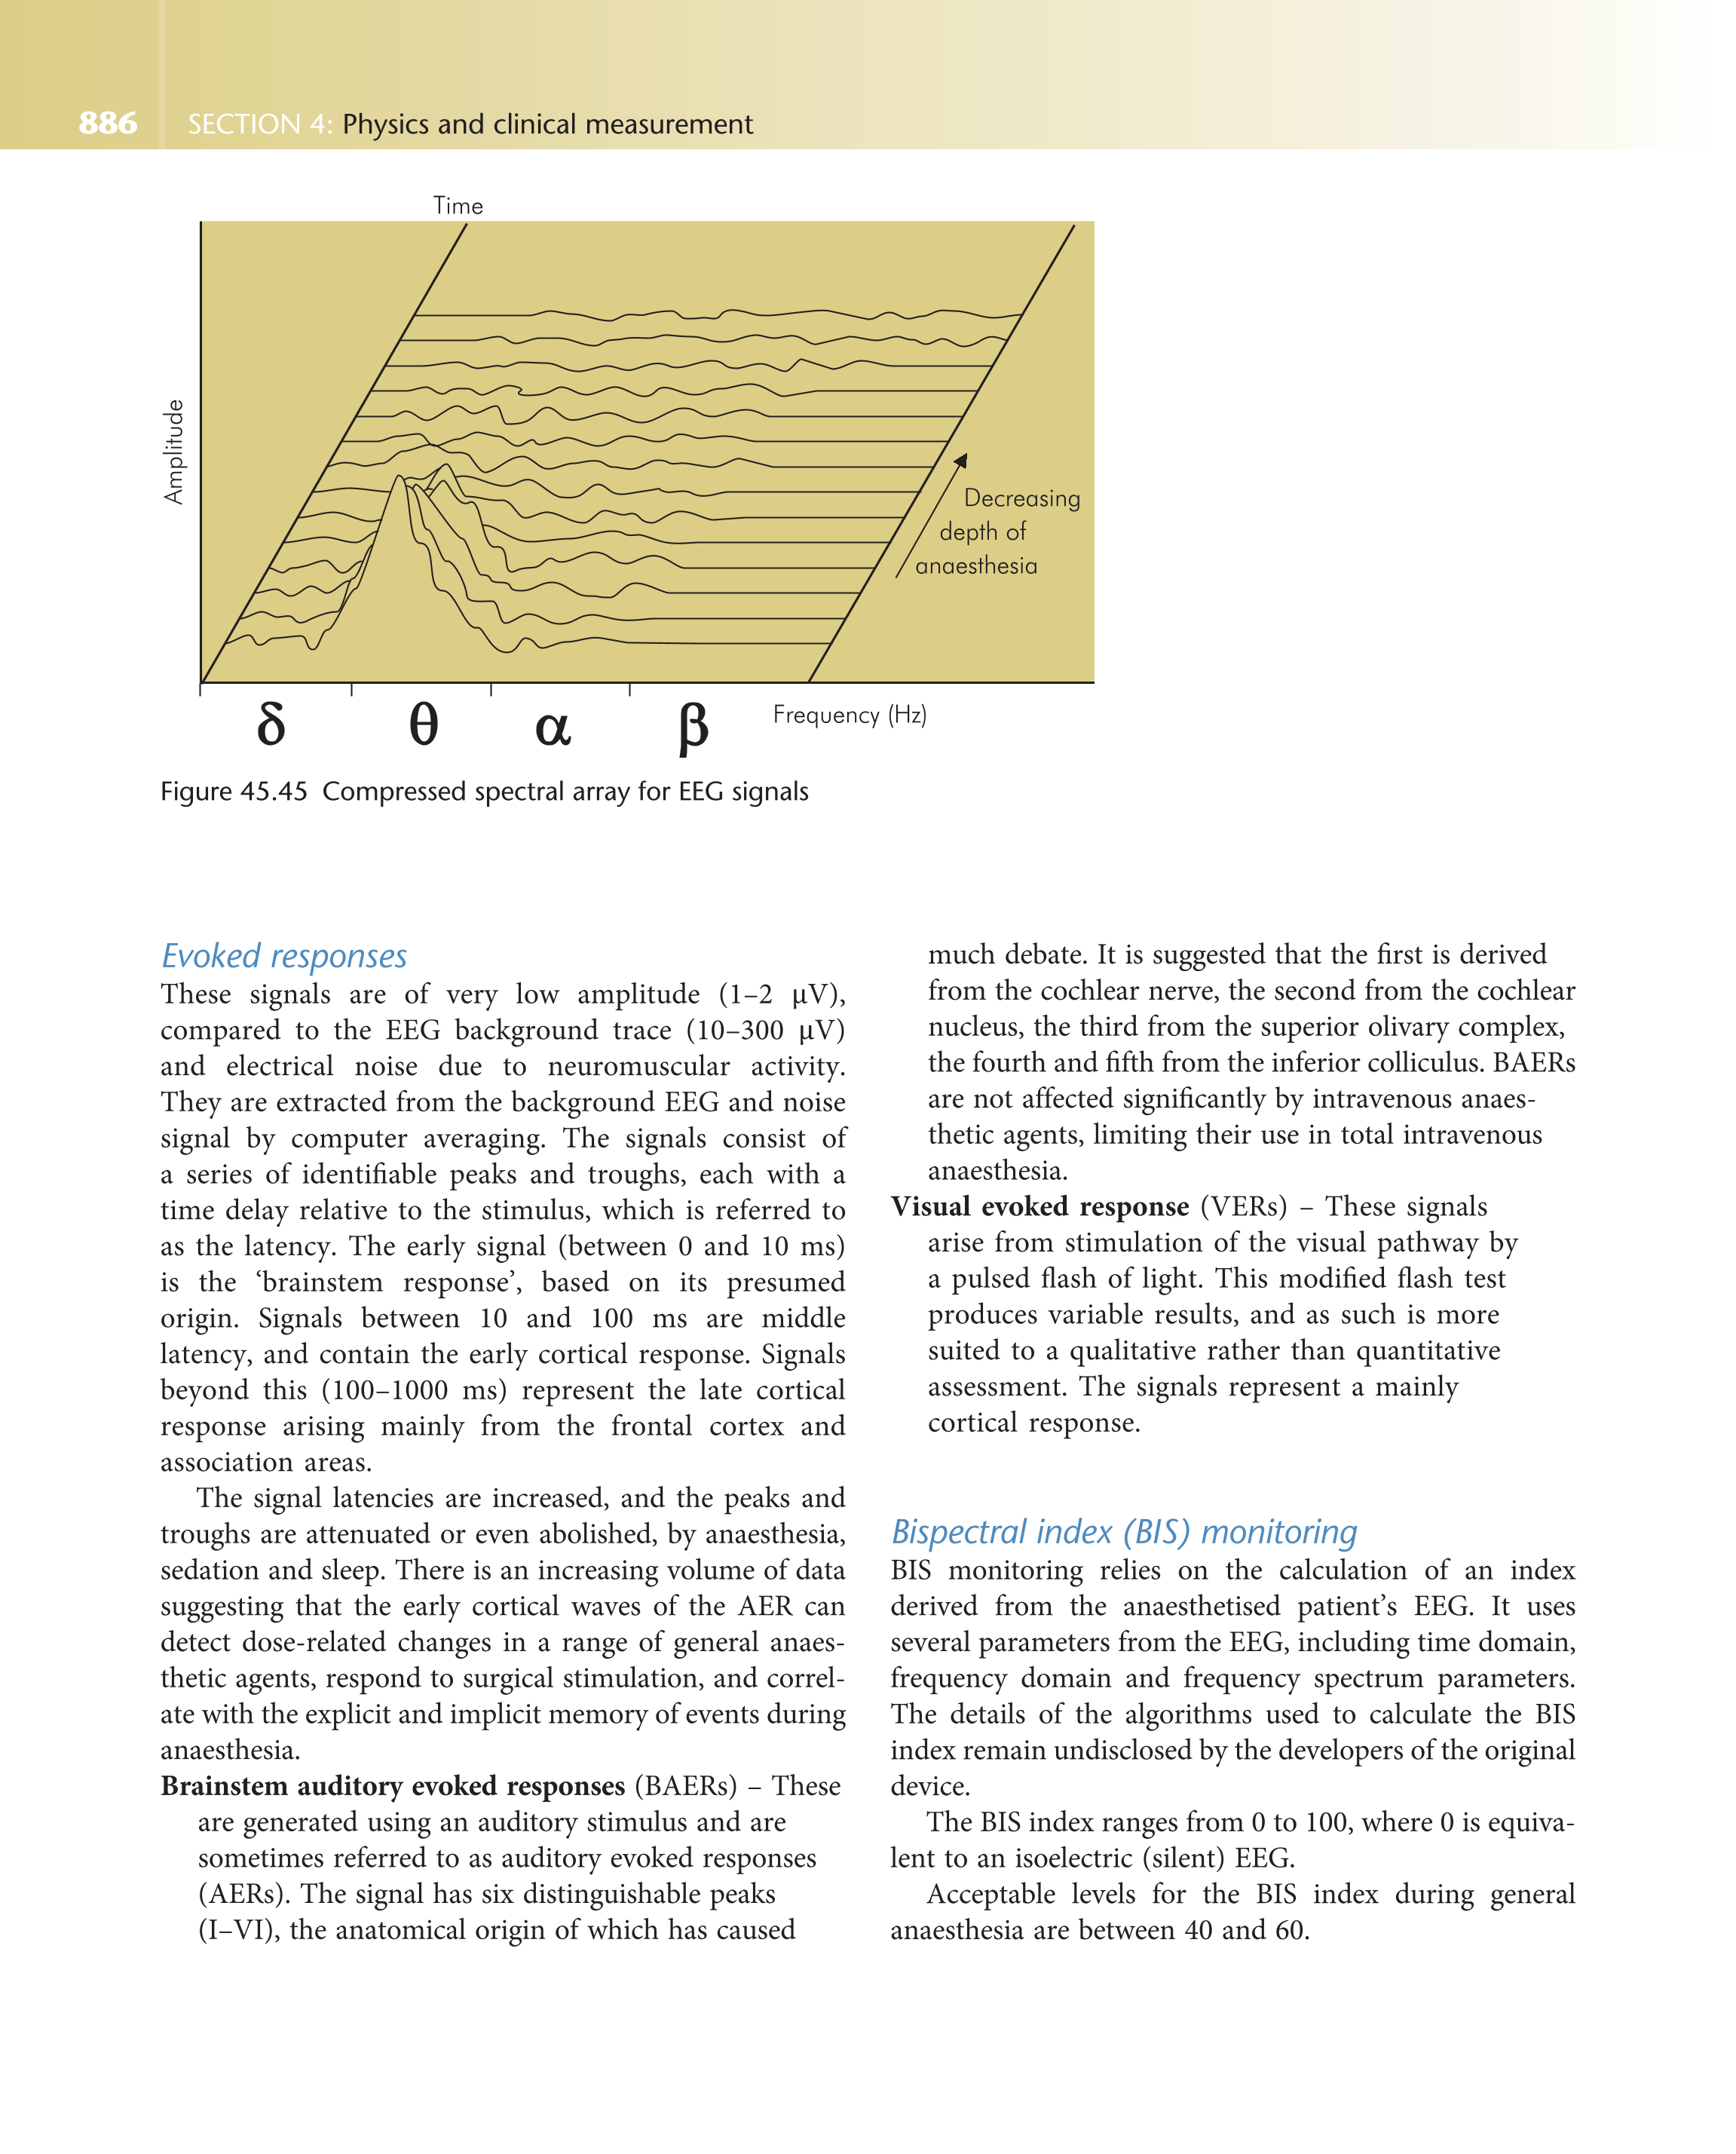 886 SECTION 4: Physics and clinical measurement
Time
Amplitude
Decreasing
depth of
anaesthesia
δ θ α β Frequency (Hz)
Figure 45.45 Compressed spectral array for EEG signals
Evoked responses
These signals are of very low amplitude (1–2 µV),
compared to the EEG background trace (10–300 µV)
and electrical noise due to neuromuscular activity.
They are extracted from the background EEG and noise
signal by computer averaging. The signals consist of
a series of identifiable peaks and troughs, each with a
time delay relative to the stimulus, which is referred to
as the latency. The early signal (between 0 and 10 ms)
is the ‘brainstem response’, based on its presumed
origin. Signals between 10 and 100 ms are middle
latency, and contain the early cortical response. Signals
beyond this (100–1000 ms) represent the late cortical
response arising mainly from the frontal cortex and
association areas.
The signal latencies are increased, and the peaks and
troughs are attenuated or even abolished, by anaesthesia,
sedation and sleep. There is an increasing volume of data
suggesting that the early cortical waves of the AER can
detect dose-related changes in a range of general anaes-
thetic agents, respond to surgical stimulation, and correl-
ate with the explicit and implicit memory of events during
anaesthesia.
Brainstem auditory evoked responses (BAERs) – These
are generated using an auditory stimulus and are
sometimes referred to as auditory evoked responses
(AERs). The signal has six distinguishable peaks
(I–VI), the anatomical origin of which has caused
much debate. It is suggested that the first is derived
from the cochlear nerve, the second from the cochlear
nucleus, the third from the superior olivary complex,
the fourth and fifth from the inferior colliculus. BAERs
are not affected significantly by intravenous anaes-
thetic agents, limiting their use in total intravenous
anaesthesia.
Visual evoked response (VERs) – These signals
arise from stimulation of the visual pathway by
a pulsed flash of light. This modified flash test
produces variable results, and as such is more
suited to a qualitative rather than quantitative
assessment. The signals represent a mainly
cortical response.
Bispectral index (BIS) monitoring
BIS monitoring relies on the calculation of an index
derived from the anaesthetised patient’s EEG. It uses
several parameters from the EEG, including time domain,
frequency domain and frequency spectrum parameters.
The details of the algorithms used to calculate the BIS
index remain undisclosed by the developers of the original
device.
The BIS index ranges from 0 to 100, where 0 is equiva-
lent to an isoelectric (silent) EEG.
Acceptable levels for the BIS index during general
anaesthesia are between 40 and 60.